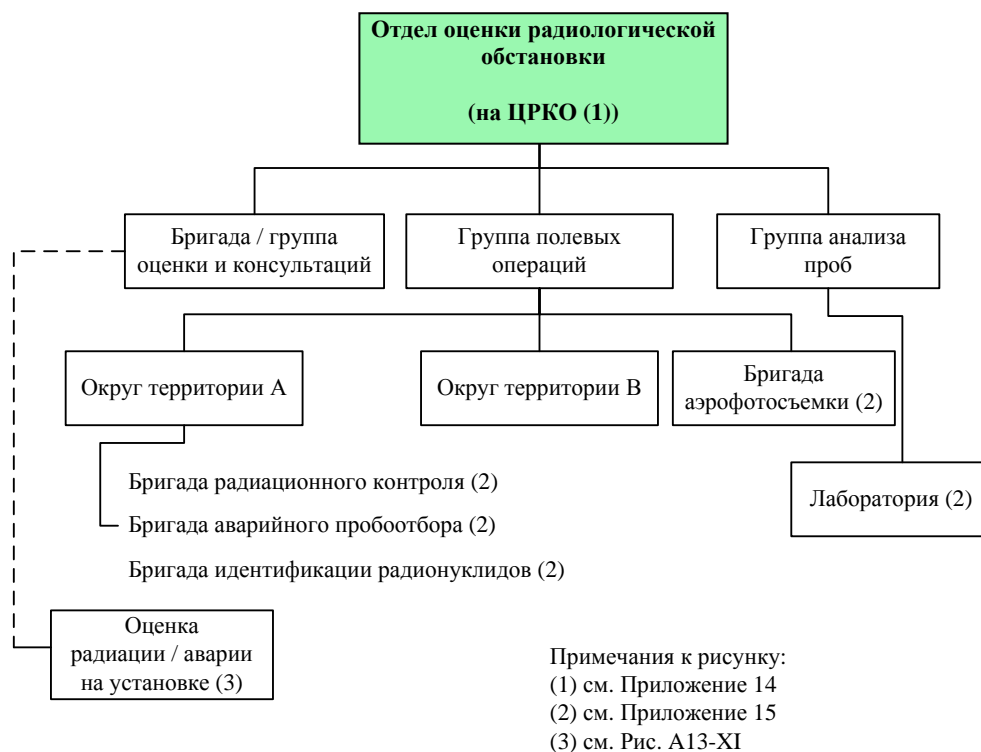 Отдел оценки радиологической
обстановки
(на ЦРКО (1))
Бригада / группа
оценки и консультаций
Группа полевых
операций
Группа анализа
проб
Округ территории А
Округ территории В
Бригада
аэрофотосъемки (2)
Бригада радиационного контроля (2)
Бригада аварийного пробоотбора (2)
Бригада идентификации радионуклидов (2)
Лаборатория (2)
Оценка
радиации / аварии
на установке (3)
Примечания к рисунку:
(1) см. Приложение 14
(2) см. Приложение 15
(3) см. Рис. A13-XI